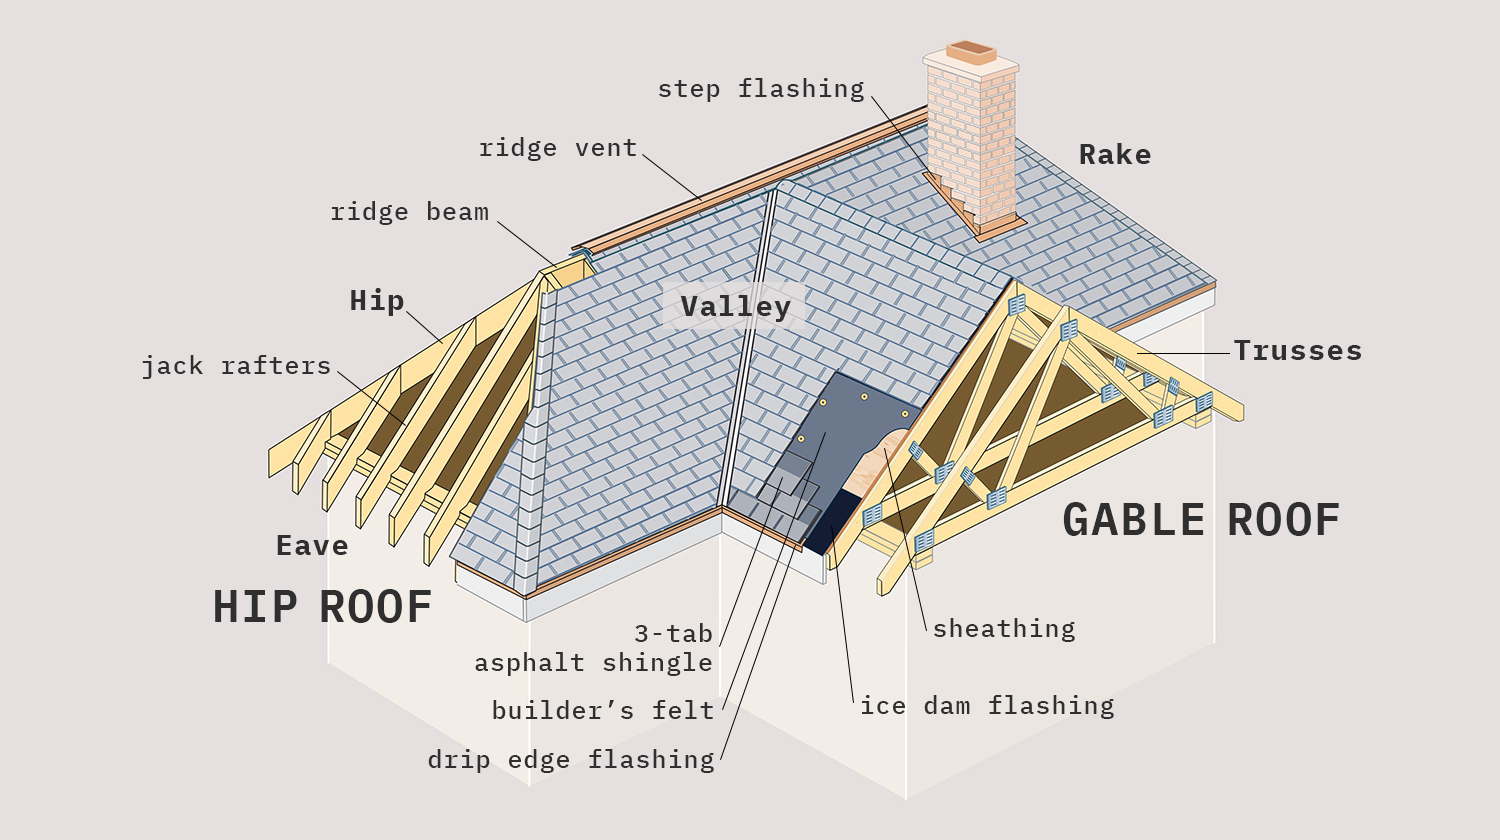 step flashing
ridge vent
Rake
ridge beam
Hip
Valley
jack rafters
Trusses
GABLE ROOF
Eave
HIP ROOF
3-tab
asphalt shingle
sheathing
builder’s felt
ice dam flashing
drip edge flashing